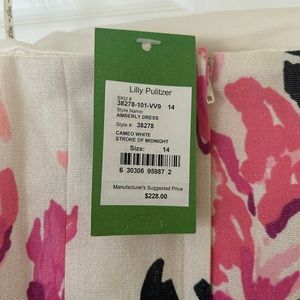 Lilly Pulitzer
SKU #
38278-101-VV9 14
Style Name:
AMBERLY DRESS
Style #: 38278
CAMEO WHITE
STROKE OF MIDNIGHT
Size: 14
6 30306 95987 2
Manufacturer's Suggested Price
$228.00